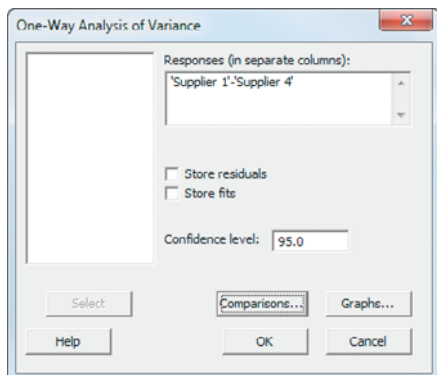 One-Way Analysis of Variance
Responses (in separate columns):
'Supplier 1'-'Supplier 4'
Store residuals
Store fits
Confidence level: 95.0
Select Comparisons... Graphs...
Help OK Cancel